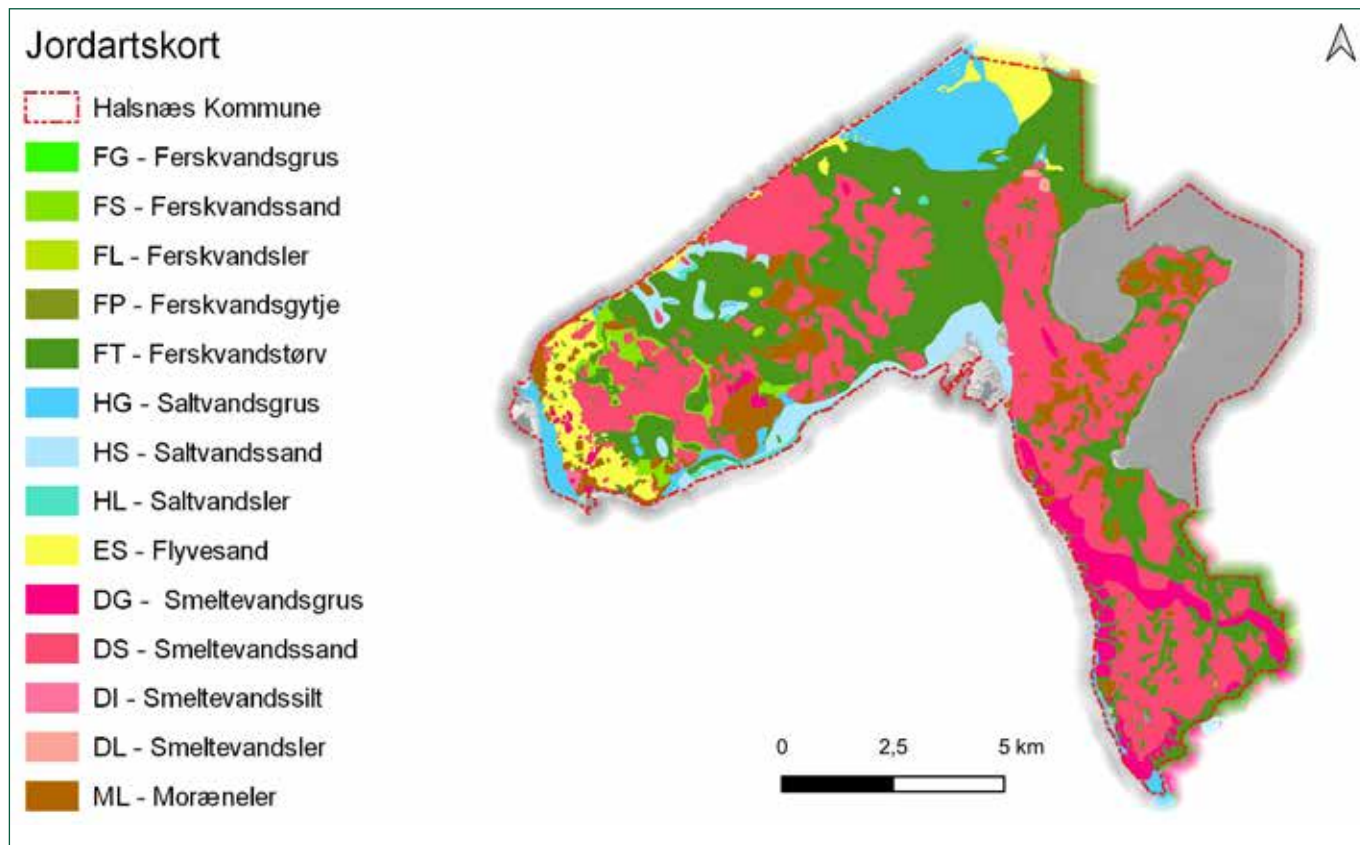 Jordartskort
Halsnæs Kommune
FG - Ferskvandsgrus
FS - Ferskvandssand
FL - Ferskvandsler
FP - Ferskvandsgytje
FT - Ferskvandstørv
HG - Saltvandsgrus
HS - Saltvandssand
HL - Saltvandsler
ES - Flyvesand
DG - Smeltevandsgrus
DS - Smeltevandssand
DI - Smeltevandssilt
DL - Smeltevandsler
ML - Moræneler
0 2,5 5 km